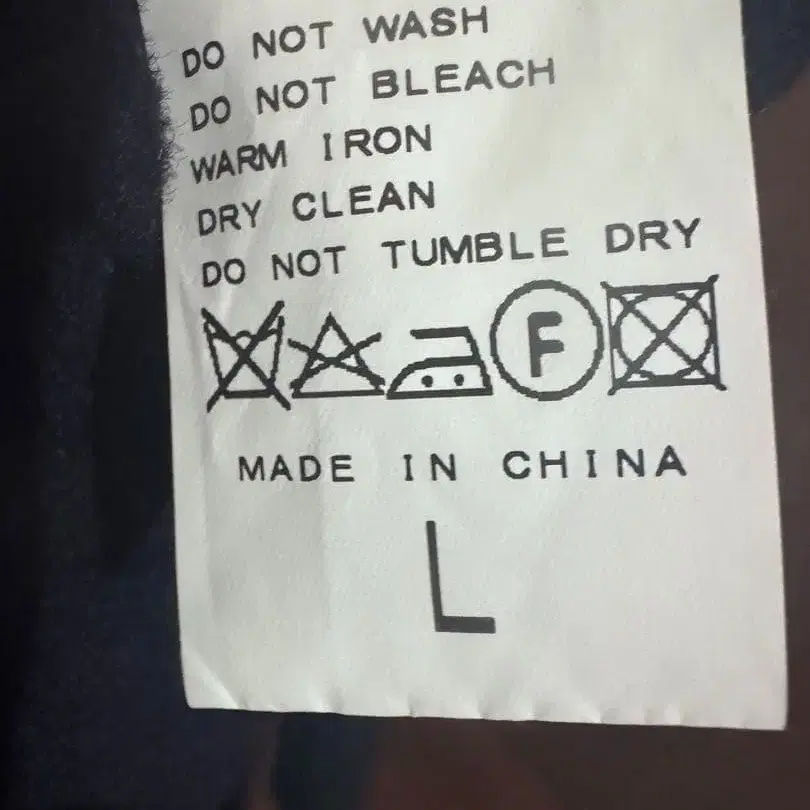 DO NOT WASH
DO NOT BLEACH
WARM IRON
DRY CLEAN
DO NOT TUMBLE DRY
F
MADE IN CHINA
L